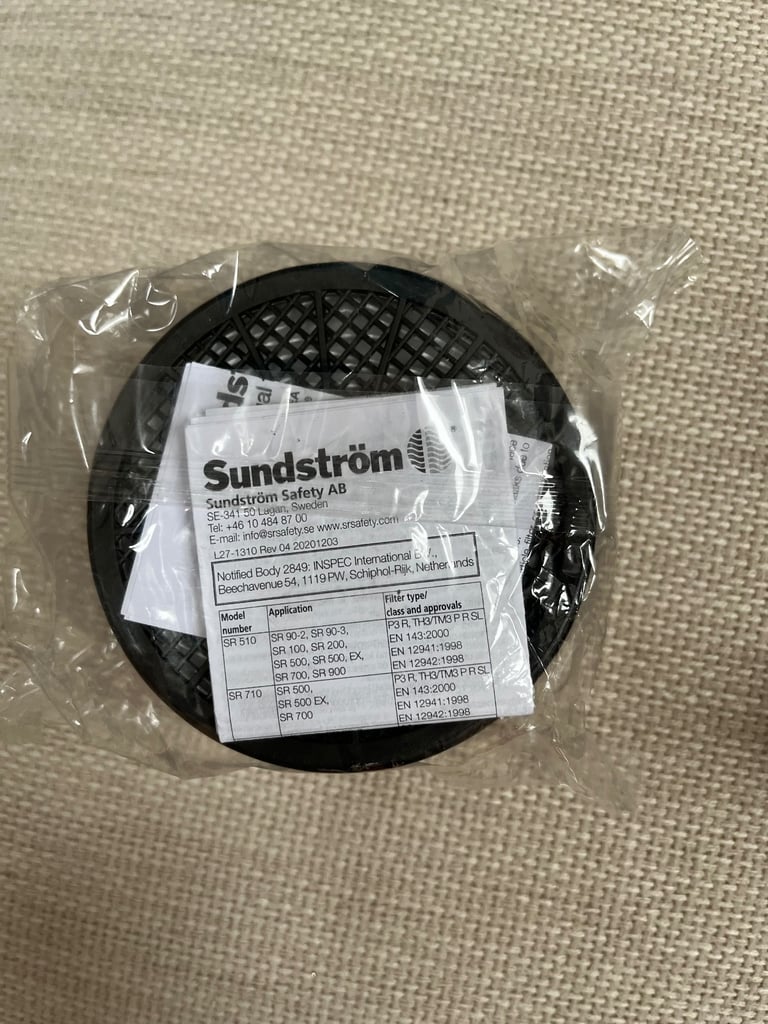 Sundström ®
Sundström Safety AB
SE-341 50 Lagan, Sweden
Tel: +46 10 484 87 00
E-mail: info@srsafety.se www.srsafety.com
L27-1310 Rev 04 20201203
Notified Body 2849: INSPEC International B.V.,
Beechavenue 54, 1119 PW, Schiphol-Rijk, Netherlands
Model number Application Filter type/ class and approvals
SR 510 SR 90-2, SR 90-3, P3 R, TH3/TM3 P R SL
SR 100, SR 200, EN 143:2000
SR 500, SR 500, EX, EN 12941:1998
SR 700, SR 900 EN 12942:1998
SR 710 SR 500, P3 R, TH3/TM3 P R SL
SR 500 EX, EN 143:2000
SR 700 EN 12941:1998
EN 12942:1998